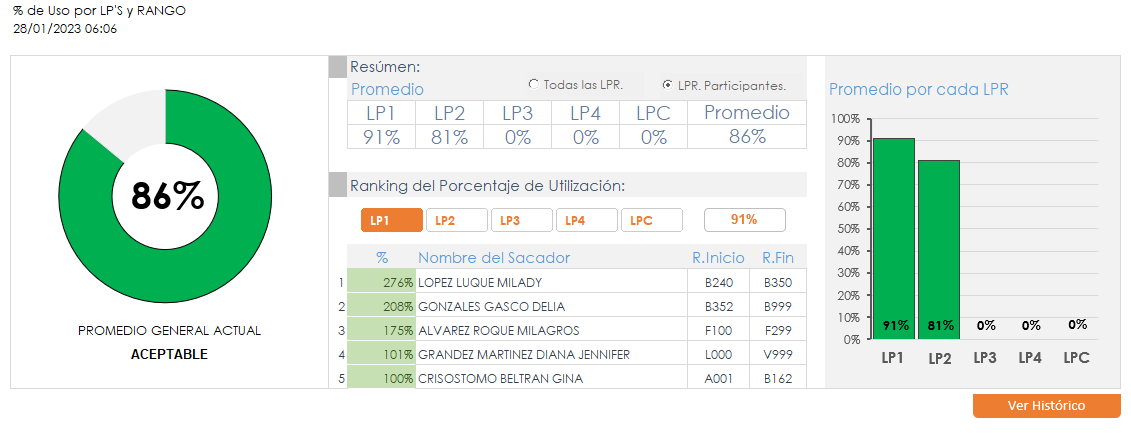 % de Uso por LP'S y RANGO
28/01/2023 06:06
86%
PROMEDIO GENERAL ACTUAL
ACEPTABLE
Resúmen:
Promedio
Todas las LPR.
LPR. Participantes.
LP1 LP2 LP3 LP4 LPC Promedio
91% 81% 0% 0% 0% 86%
Ranking del Porcentaje de Utilización:
LP1 LP2 LP3 LP4 LPC 91%
% Nombre del Sacador R.Inicio R.Fin
1 276% LOPEZ LUQUE MILADY B240 B350
2 208% GONZALES GASCO DELIA B352 B999
3 175% ALVAREZ ROQUE MILAGROS F100 F299
4 101% GRANDEZ MARTINEZ DIANA JENNIFER L000 V999
5 100% CRISOSTOMO BELTRAN GINA A001 B162
Promedio por cada LPR
100%
90%
80%
70%
60%
50%
40%
30%
20%
10%
0%
91% 81% 0% 0% 0%
LP1 LP2 LP3 LP4 LPC
Ver Histórico